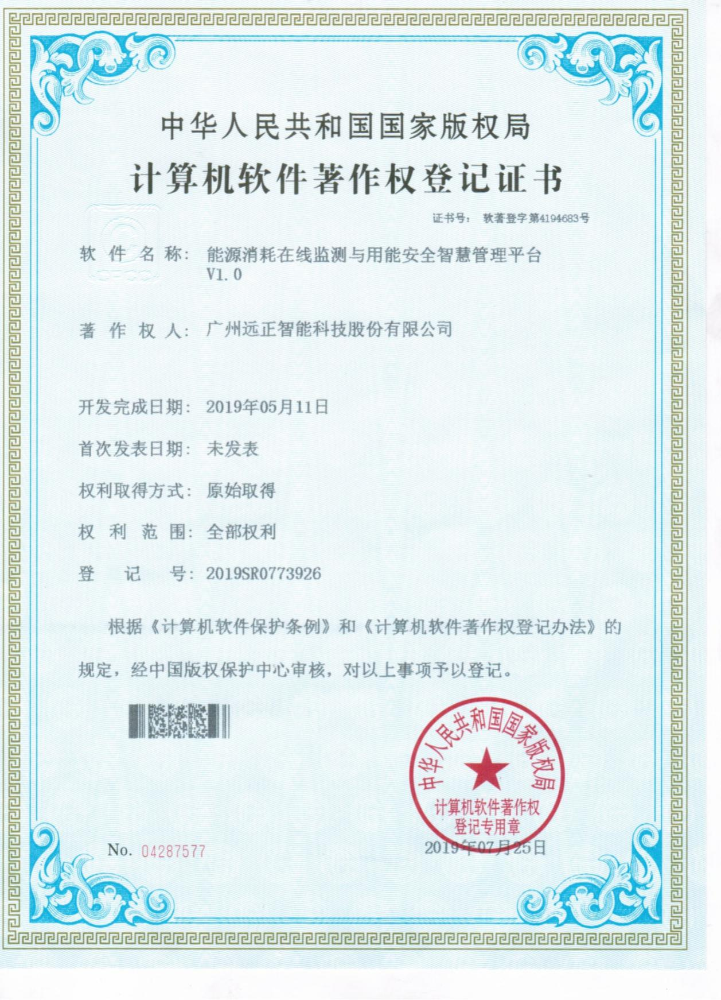 中华人民共和国国家版权局
计算机软件著作权登记证书
证书号： 软著登字第4194683号
软件名称： 能源消耗在线监测与用能安全智慧管理平台
V1.0
著作权人： 广州远正智能科技股份有限公司
开发完成日期： 2019年05月11日
首次发表日期： 未发表
权利取得方式： 原始取得
权利范围： 全部权利
登记号： 2019SR0773926
根据《计算机软件保护条例》和《计算机软件著作权登记办法》的
规定，经中国版权保护中心审核，对以上事项予以登记。
中华人民共和国国家版权局
计算机软件著作权
登记专用章
No. 04287577
2019年07月25日